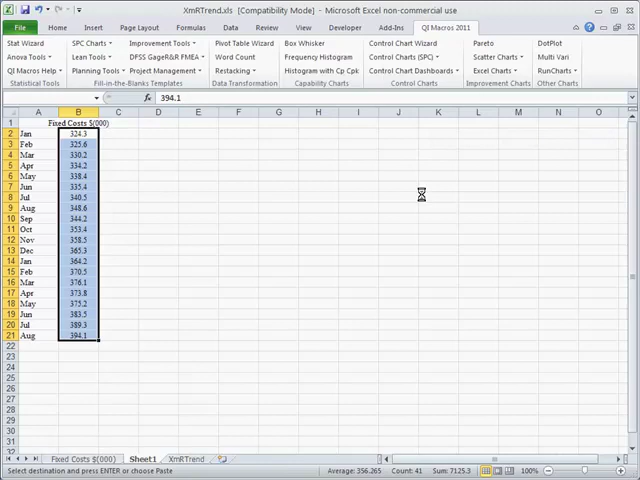 XmRTrend.xls [Compatibility Mode] - Microsoft Excel non-commercial use
File Home Insert Page Layout Formulas Data Review View Developer Add-Ins QI Macros 2011
Stat Wizard SPC Charts Improvement Tools Pivot Table Wizard Box Whisker Control Chart Wizard Pareto DotPlot
Anova Tools Lean Tools DFSS GageR&R FMEA Word Count Frequency Histogram Control Charts (SPC) Scatter Multi Vari
QI Macros Help Planning Tools Project Management Restacking Histogram with Cp Cpk Control Chart Dashboards Excel Charts RunCharts
Statistical Tools Fill-in-the-Blanks Templates Data Transformation Capability Charts Control Charts Other Charts
fx 394.1
A B C D E F G H I J K L M N O
1 Fixed Costs $(000)
2 Jan 324.3
3 Feb 325.6
4 Mar 330.2
5 Apr 334.2
6 May 338.4
7 Jun 335.4
8 Jul 340.5
9 Aug 348.6
10 Sep 344.2
11 Oct 353.4
12 Nov 358.5
13 Dec 365.3
14 Jan 364.2
15 Feb 370.5
16 Mar 376.1
17 Apr 373.8
18 May 375.2
19 Jun 383.5
20 Jul 389.3
21 Aug 394.1
22
23
24
25
26
27
28
29
30
31
32
Fixed Costs $(000) Sheet1 XmRTrend
Select destination and press ENTER or choose Paste Average: 356.265 Count: 41 Sum: 7125.3 100%